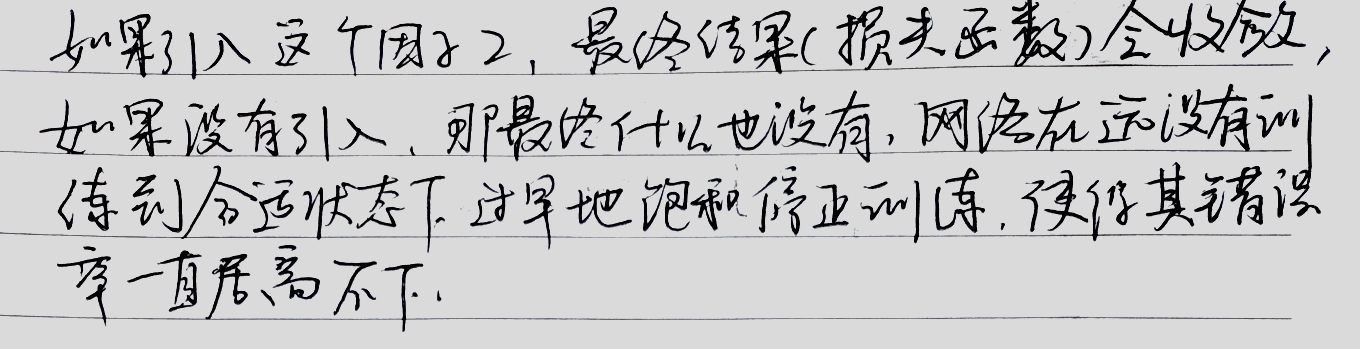 如果引入这个因子2，最终结果(损失函数)会收敛，
如果没有引入，那最终什么也没有，网络在还没有训
练到合适状态下过早地饱和停止训练，使得其错误
率一直居高不下．